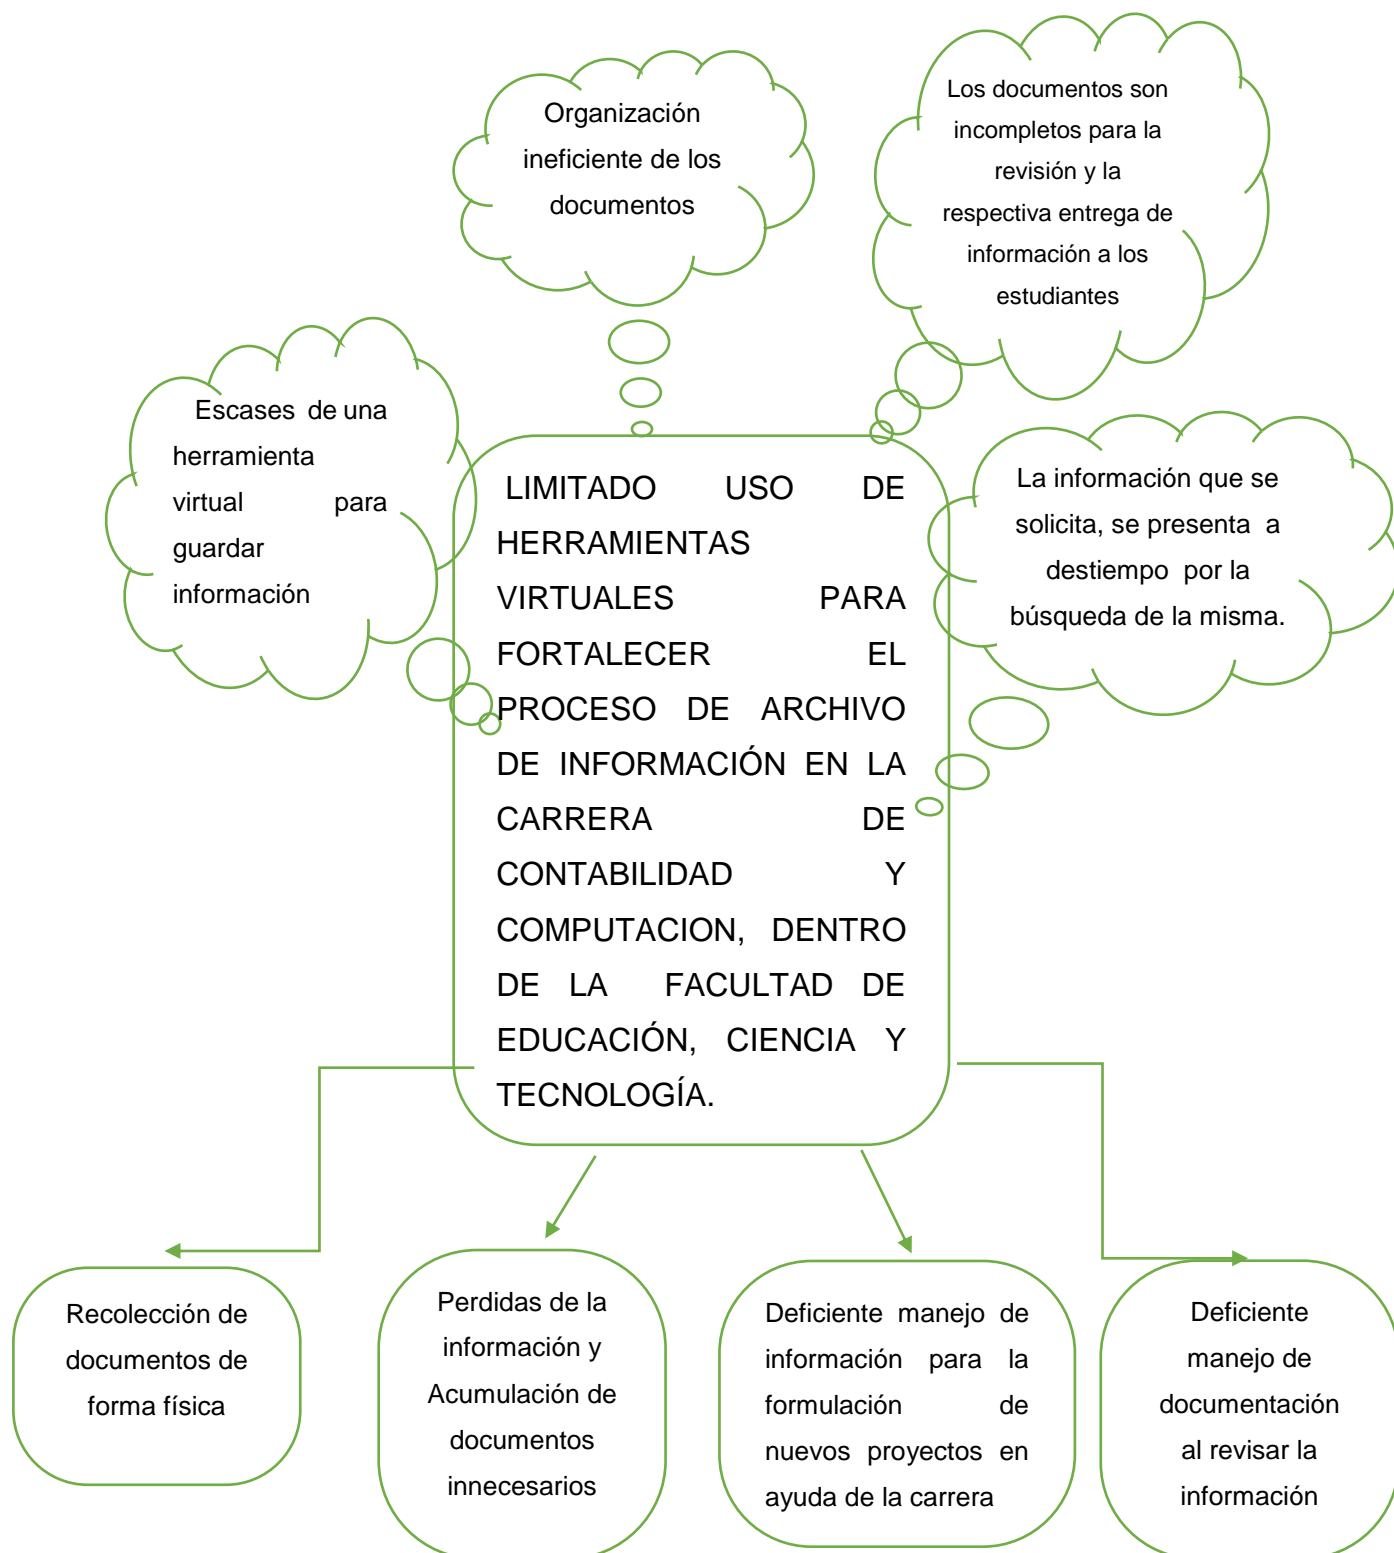 Organización
ineficiente de los
documentos
Los documentos son
incompletos para la
revisión y la
respectiva entrega de
información a los
estudiantes
Escases de una
herramienta
virtual para
guardar
información
La información que se
solicita, se presenta a
destiempo por la
búsqueda de la misma.
LIMITADO USO DE
HERRAMIENTAS
VIRTUALES PARA
FORTALECER EL
PROCESO DE ARCHIVO
DE INFORMACIÓN EN LA
CARRERA DE
CONTABILIDAD Y
COMPUTACION, DENTRO
DE LA FACULTAD DE
EDUCACIÓN, CIENCIA Y
TECNOLOGÍA.
Recolección de
documentos de
forma física
Perdidas de la
información y
Acumulación de
documentos
innecesarios
Deficiente manejo de
información para la
formulación de
nuevos proyectos en
ayuda de la carrera
Deficiente
manejo de
documentación
al revisar la
información